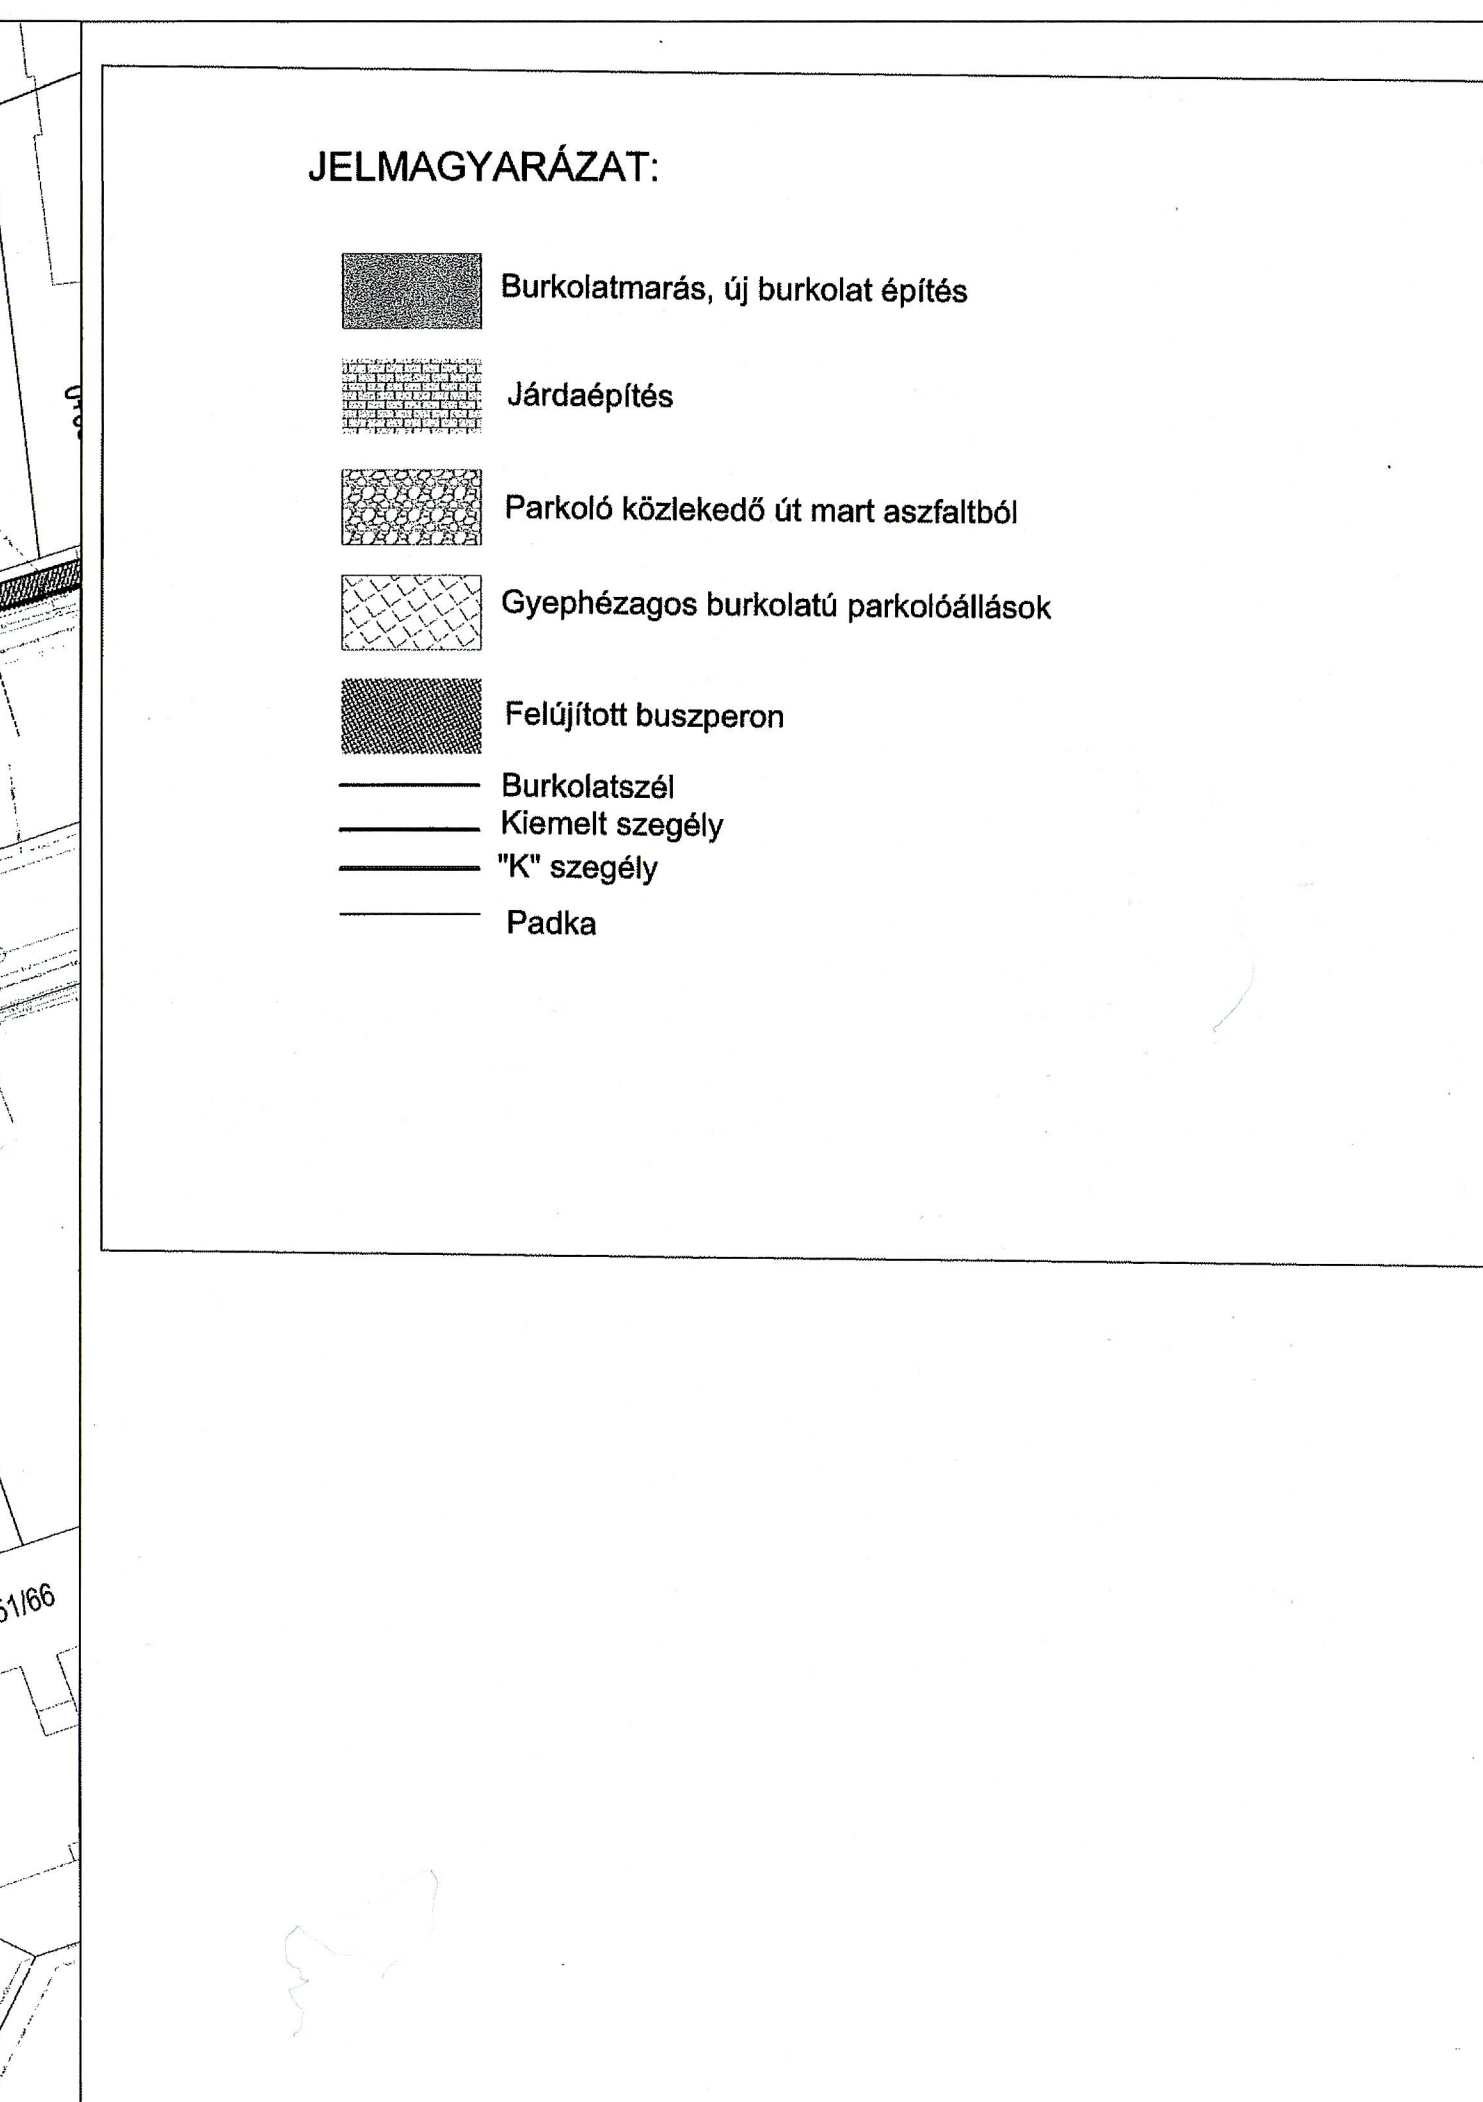 JELMAGYARÁZAT:
Burkolatmarás, új burkolat építés
Járdaépítés
Parkoló közlekedő út mart aszfaltból
Gyephézagos burkolatú parkolóállások
Felújított buszperon
Burkolatszél
Kiemelt szegély
"K" szegély
Padka
51/66